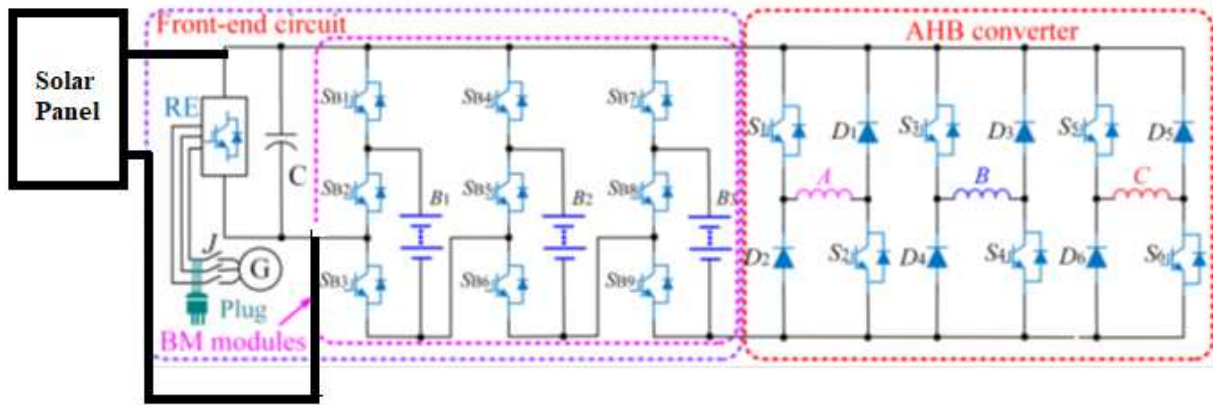 Front-end circuit
AHB converter
Solar
Panel
RE
C
SB1
SB4
SB7
SB2
SB5
SB8
SB3
SB6
SB9
B1
B2
J
G
Plug
BM modules
S1
D1
S3
D3
S5
D5
A
B
C
D2
S2
D4
S4
D6
S6